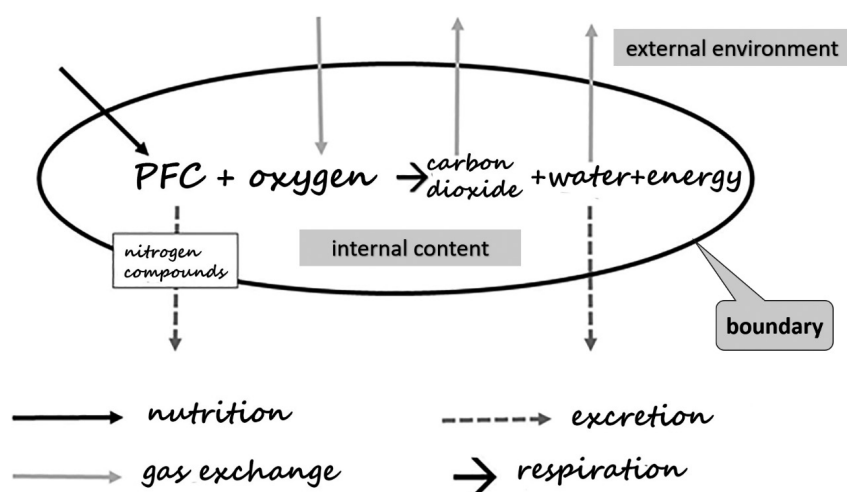 external environment
PFC + oxygen → carbon dioxide +water+energy
nitrogen
compounds
internal content
boundary
nutrition
excretion
gas exchange
respiration